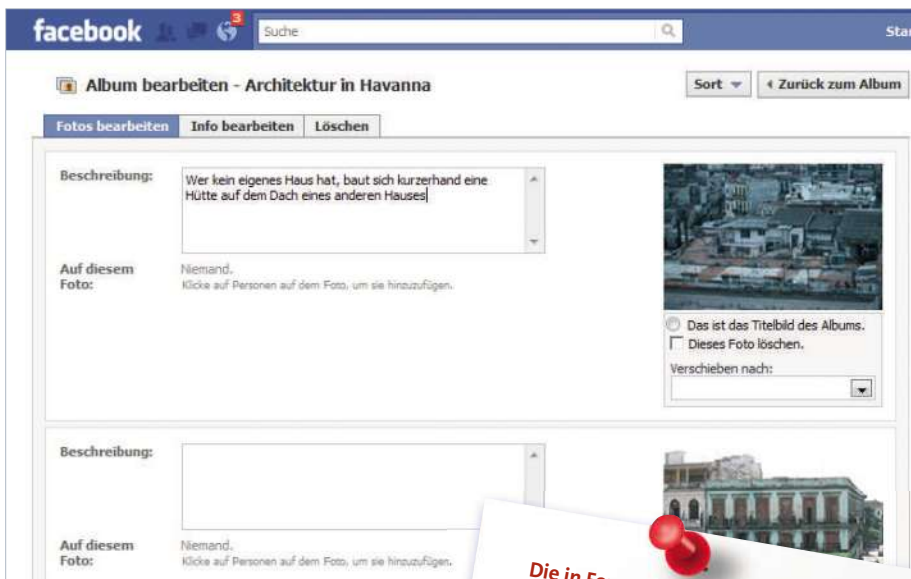 facebook
3
Suche
Star
Album bearbeiten - Architektur in Havanna
Sort
Zurück zum Album
Fotos bearbeiten
Info bearbeiten
Löschen
Beschreibung:
Wer kein eigenes Haus hat, baut sich kurzerhand eine
Hütte auf dem Dach eines anderen Hauses
Auf diesem
Foto:
Niemand.
Klicke auf Personen auf dem Foto, um sie hinzuzufügen.
Das ist das Titelbild des Albums.
Dieses Foto löschen.
Verschieben nach:
Beschreibung:
Auf diesem
Foto:
Niemand.
Klicke auf Personen auf dem Foto, um sie hinzuzufügen.
Die in